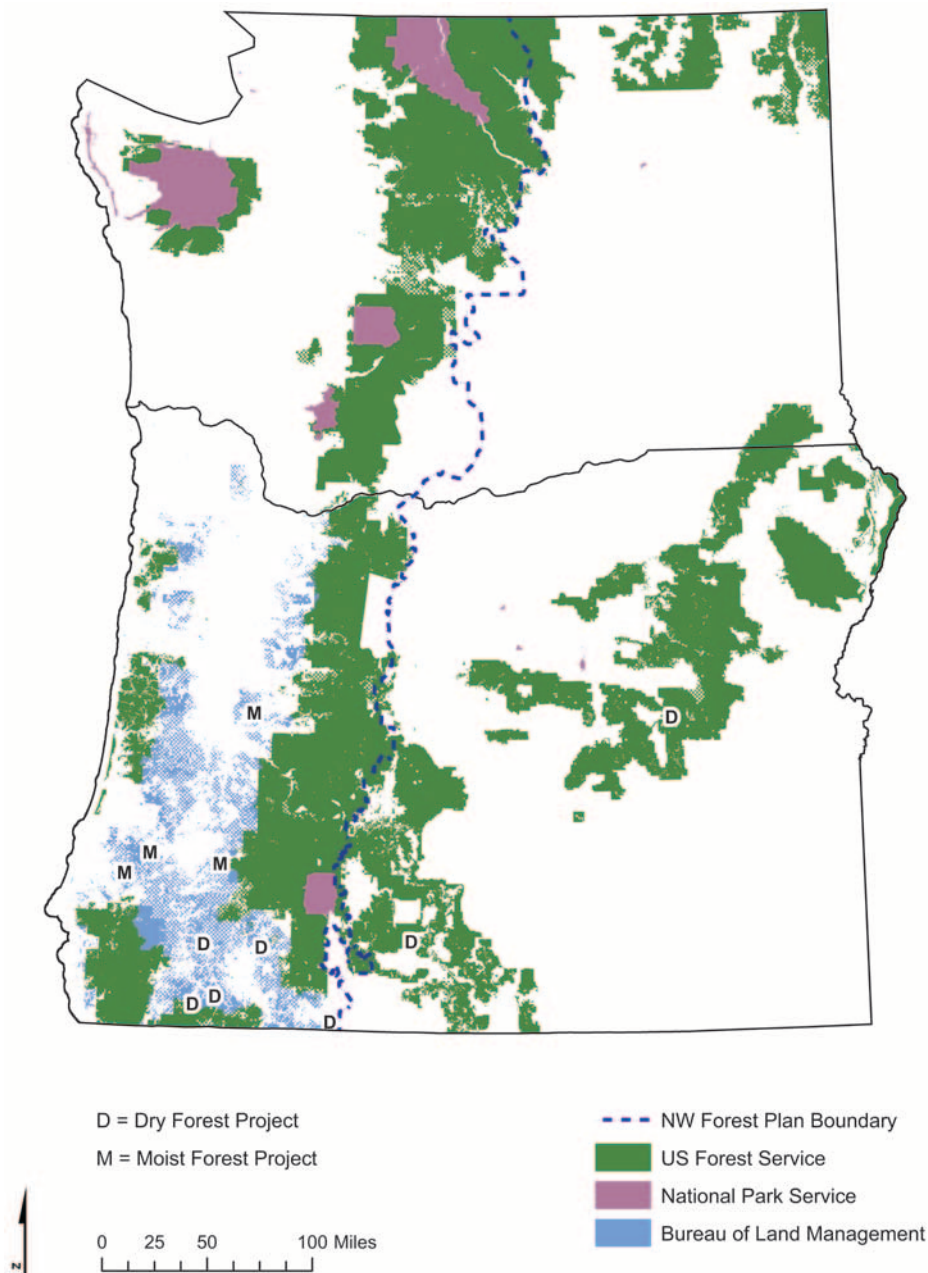 M
D
M
M
M
D
D
D
D
D
D
D = Dry Forest Project
M = Moist Forest Project
NW Forest Plan Boundary
US Forest Service
National Park Service
Bureau of Land Management
N
0 25 50 100 Miles